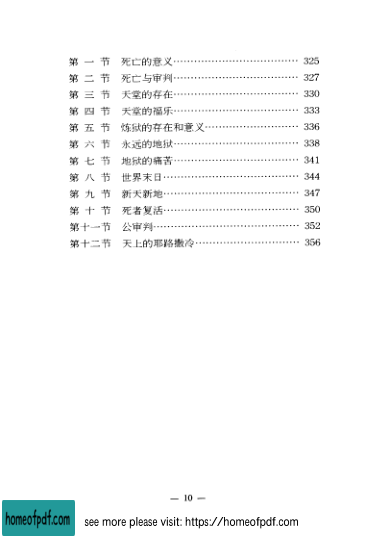 第一节 死亡的意义…………………………… 325
第二节 死亡与审判…………………………… 327
第三节 天堂的存在…………………………… 330
第四节 天堂的福乐…………………………… 333
第五节 炼狱的存在和意义…………………… 336
第六节 永远的地狱…………………………… 338
第七节 地狱的痛苦…………………………… 341
第八节 世界末日……………………………… 344
第九节 新天新地……………………………… 347
第十节 死者复活……………………………… 350
第十一节 公审判……………………………… 352
第十二节 天上的耶路撒冷…………………… 356
— 10 —
homeofpdf.com
see more please visit: https://homeofpdf.com